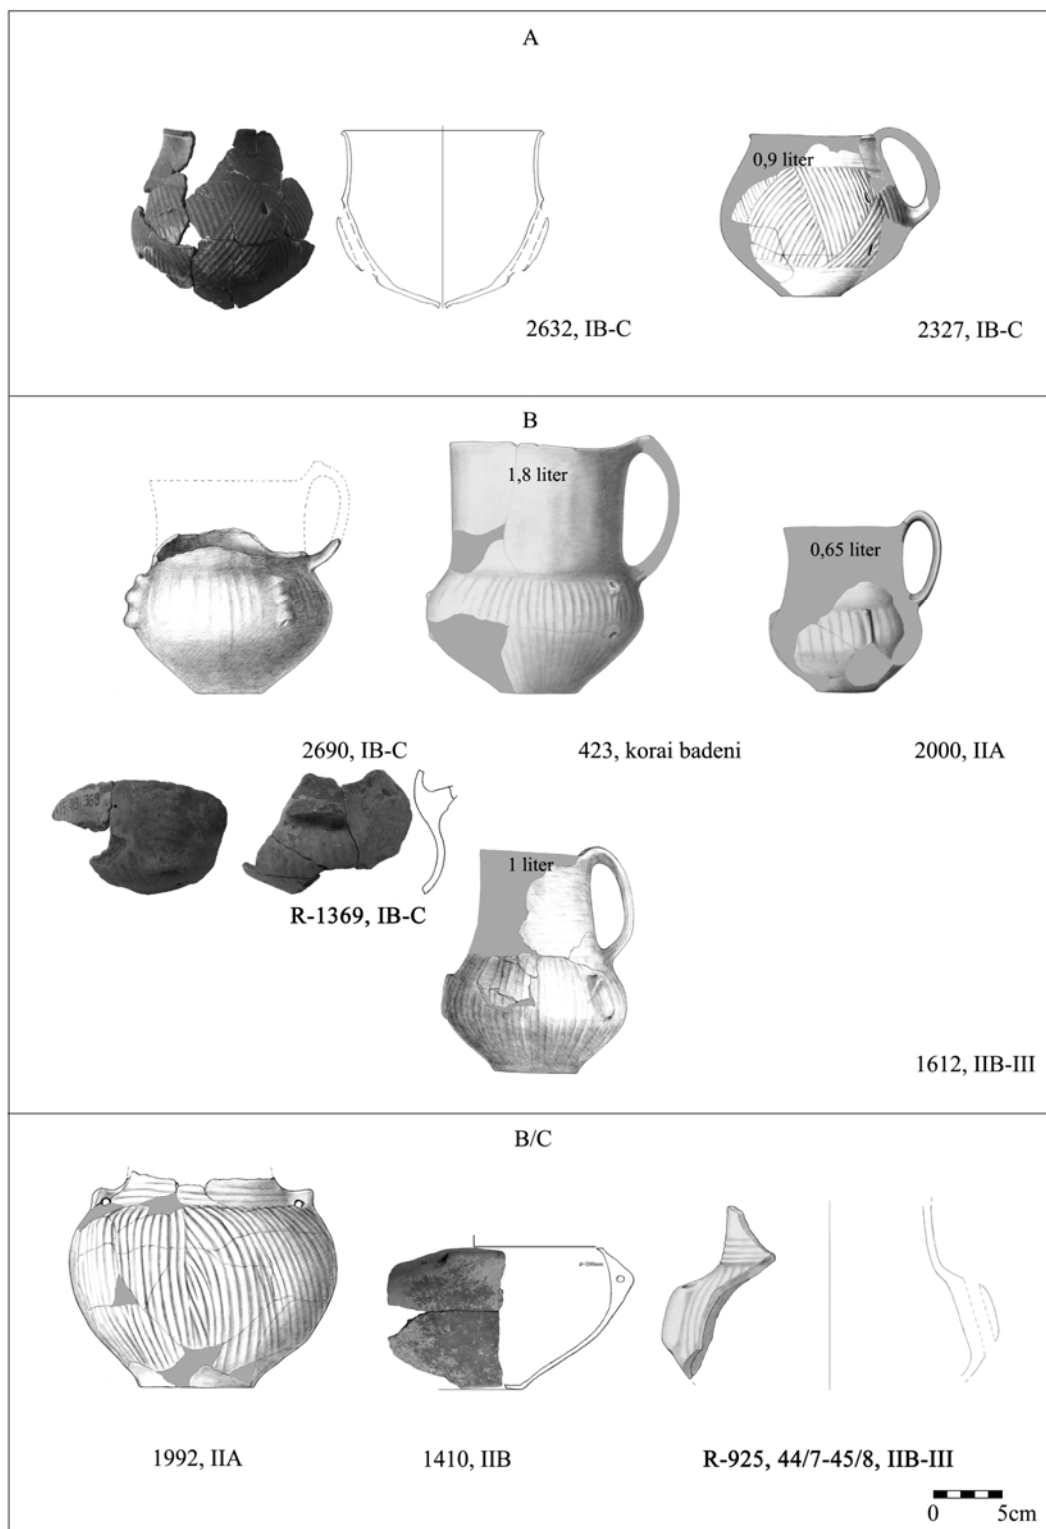 A
0,9 liter
2632, IB-C
2327, IB-C
B
1,8 liter
0,65 liter
2690, IB-C
423, korai badeni
2000, IIA
R-1369, IB-C
1 liter
1612, IIB-III
B/C
d=200mm
1992, IIA
1410, IIB
R-925, 44/7-45/8, IIB-III
0 5cm